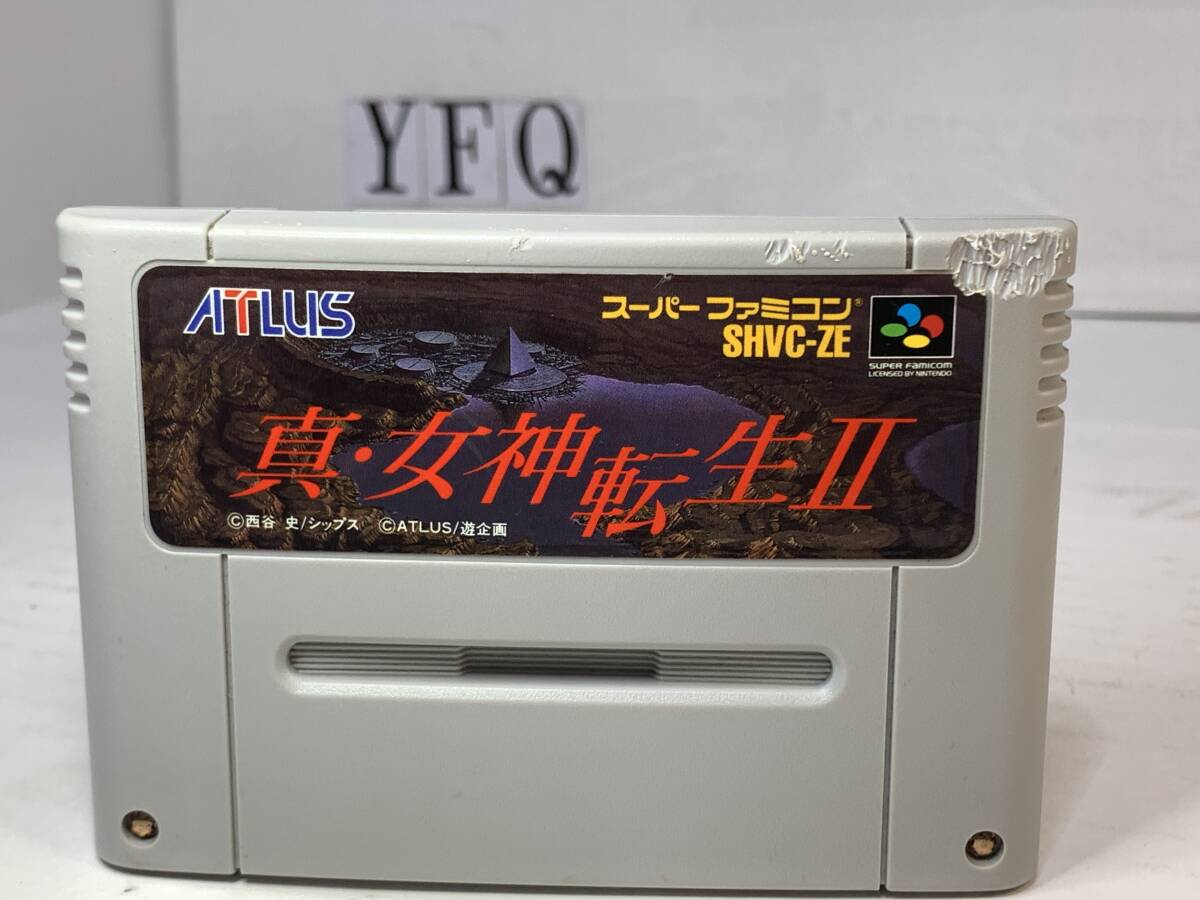 YFQ
ATLUS
スーパーファミコン®
SHVC-ZE
SUPER FAMICOM
LICENSED BY NINTENDO
真・女神転生II
©西谷 史/シップス ©ATLUS/遊企画